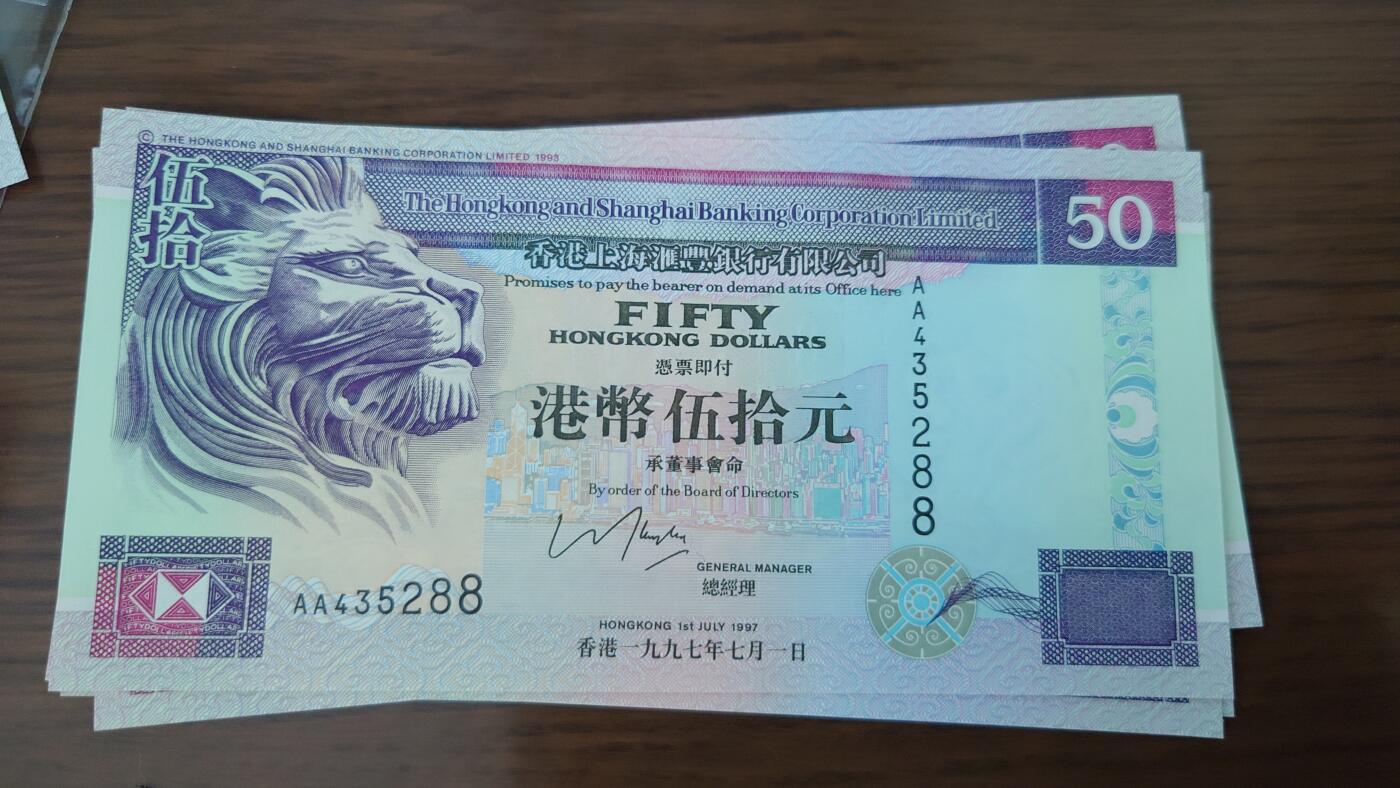 © THE HONGKONG AND SHANGHAI BANKING CORPORATION LIMITED 1993
伍拾
The Hongkong and Shanghai Banking Corporation Limited
50
香港上海滙豐銀行有限公司
Promises to pay the bearer on demand at its Office here
FIFTY
HONGKONG DOLLARS
憑票即付
港幣伍拾元
承董事會命
By order of the Board of Directors
AA435288
GENERAL MANAGER
總經理
AA435288
HONGKONG 1st JULY 1997
香港一九九七年七月一日